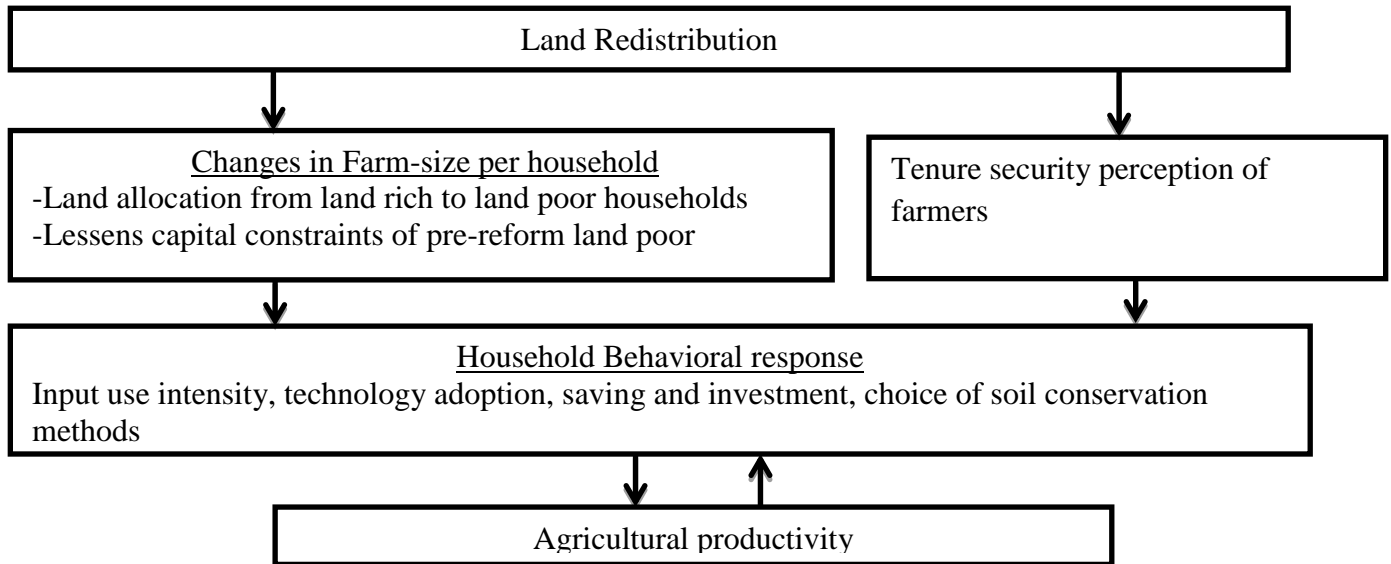 Land Redistribution
Changes in Farm-size per household
-Land allocation from land rich to land poor households
-Lessens capital constraints of pre-reform land poor
Tenure security perception of
farmers
Household Behavioral response
Input use intensity, technology adoption, saving and investment, choice of soil conservation
methods
Agricultural productivity